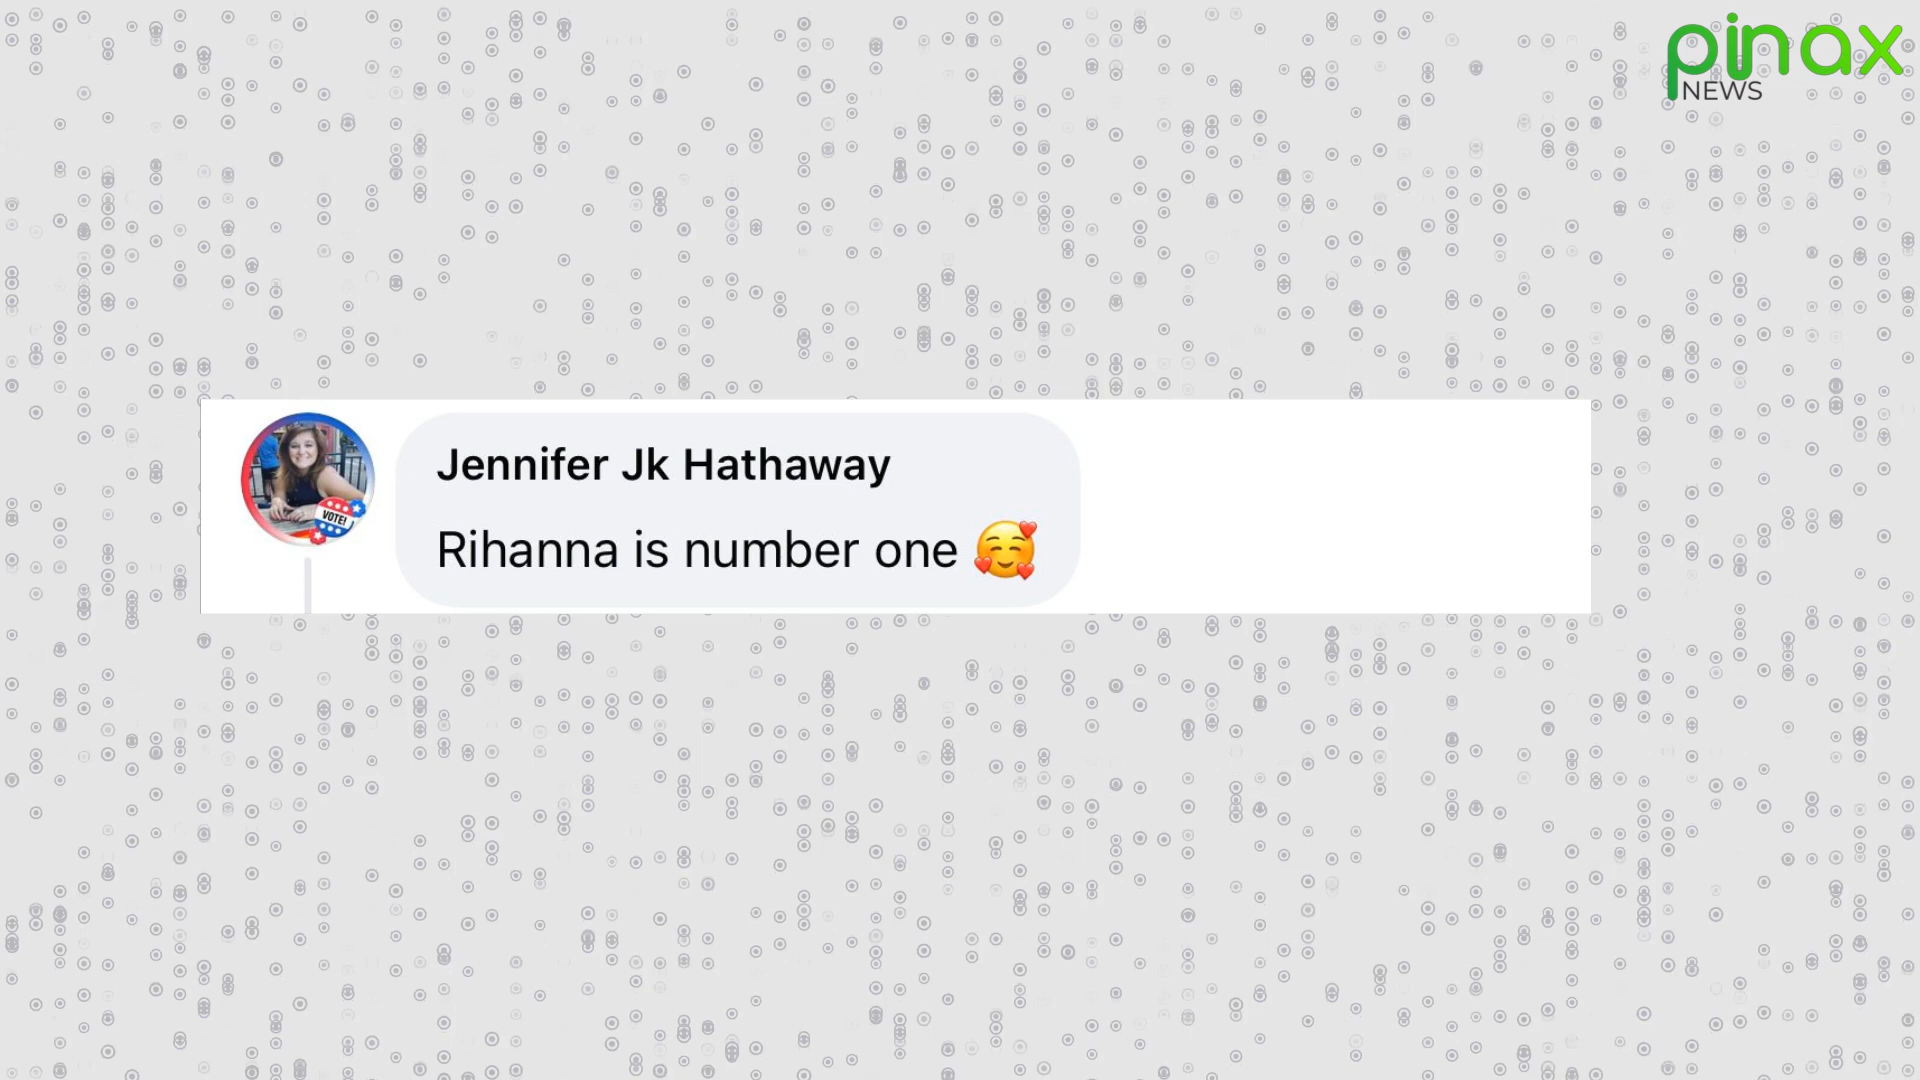 pinax
NEWS
Jennifer Jk Hathaway
Rihanna is number one 🥰
VOTE!